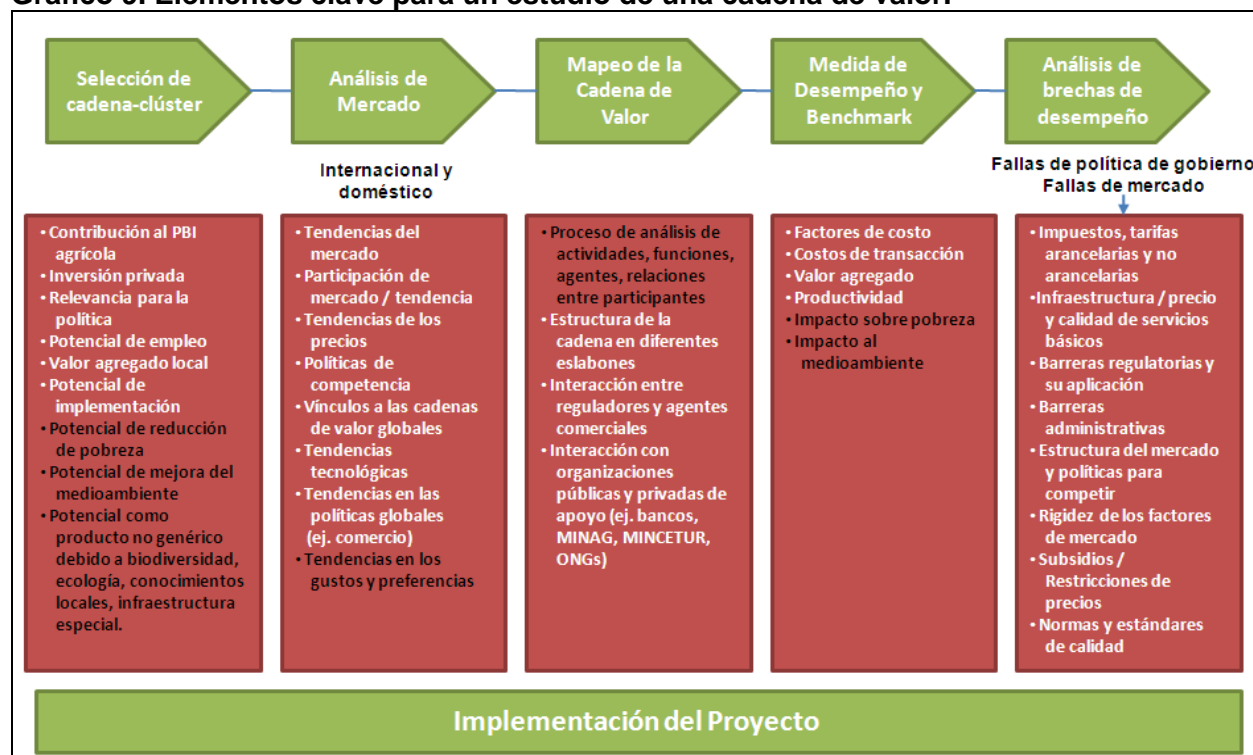 Gráfico 9. Elementos clave para un estudio de una cadena de valor.
Selección de
cadena-clúster
Análisis de
Mercado
Mapeo de la
Cadena de
Valor
Medida de
Desempeño y
Benchmark
Análisis de
brechas de
desempeño
Internacional y
doméstico
Fallas de política de gobierno
Fallas de mercado
• Contribución al PBI
agrícola
• Inversión privada
• Relevancia para la
política
• Potencial de empleo
• Valor agregado local
• Potencial de
implementación
• Potencial de reducción
de pobreza
• Potencial de mejora del
medioambiente
• Potencial como
producto no genérico
debido a biodiversidad,
ecología, conocimientos
locales, infraestructura
especial.
• Tendencias del
mercado
• Participación de
mercado / tendencia
• Tendencias de los
precios
• Políticas de
competencia
• Vínculos a las cadenas
de valor globales
• Tendencias
tecnológicas
• Tendencias en las
políticas globales
(ej. comercio)
• Tendencias en los
gustos y preferencias
• Proceso de análisis de
actividades, funciones,
agentes, relaciones
entre participantes
• Estructura de la
cadena en diferentes
eslabones
• Interacción entre
reguladores y agentes
comerciales
• Interacción con
organizaciones
públicas y privadas de
apoyo (ej. bancos,
MINAG, MINCETUR,
ONGs)
• Factores de costo
• Costos de transacción
• Valor agregado
• Productividad
• Impacto sobre pobreza
• Impacto al
medioambiente
• Impuestos, tarifas
arancelarias y no
arancelarias
•Infraestructura / precio
y calidad de servicios
básicos
• Barreras regulatorias y
su aplicación
• Barreras
administrativas
• Estructura del mercado
y políticas para
competir
• Rigidez de los factores
de mercado
• Subsidios /
Restricciones de
precios
• Normas y estándares
de calidad
Implementación del Proyecto